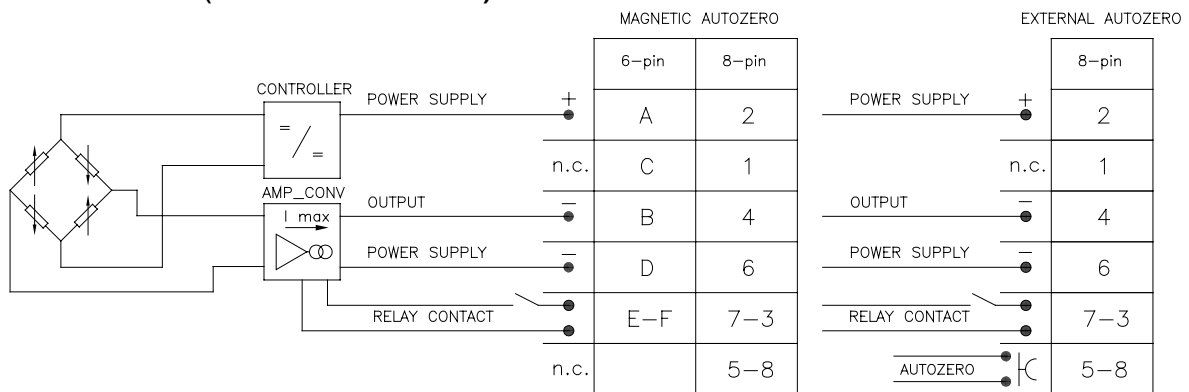 MAGNETIC AUTOZERO
EXTERNAL AUTOZERO
6-pin 8-pin
8-pin
CONTROLLER
= / =
POWER SUPPLY + A 2
POWER SUPPLY + 2
n.c. C 1
n.c. 1
AMP_CONV
I max
OUTPUT – B 4
OUTPUT – 4
POWER SUPPLY – D 6
POWER SUPPLY – 6
RELAY CONTACT E-F 7-3
RELAY CONTACT 7-3
n.c. 5-8
AUTOZERO 5-8